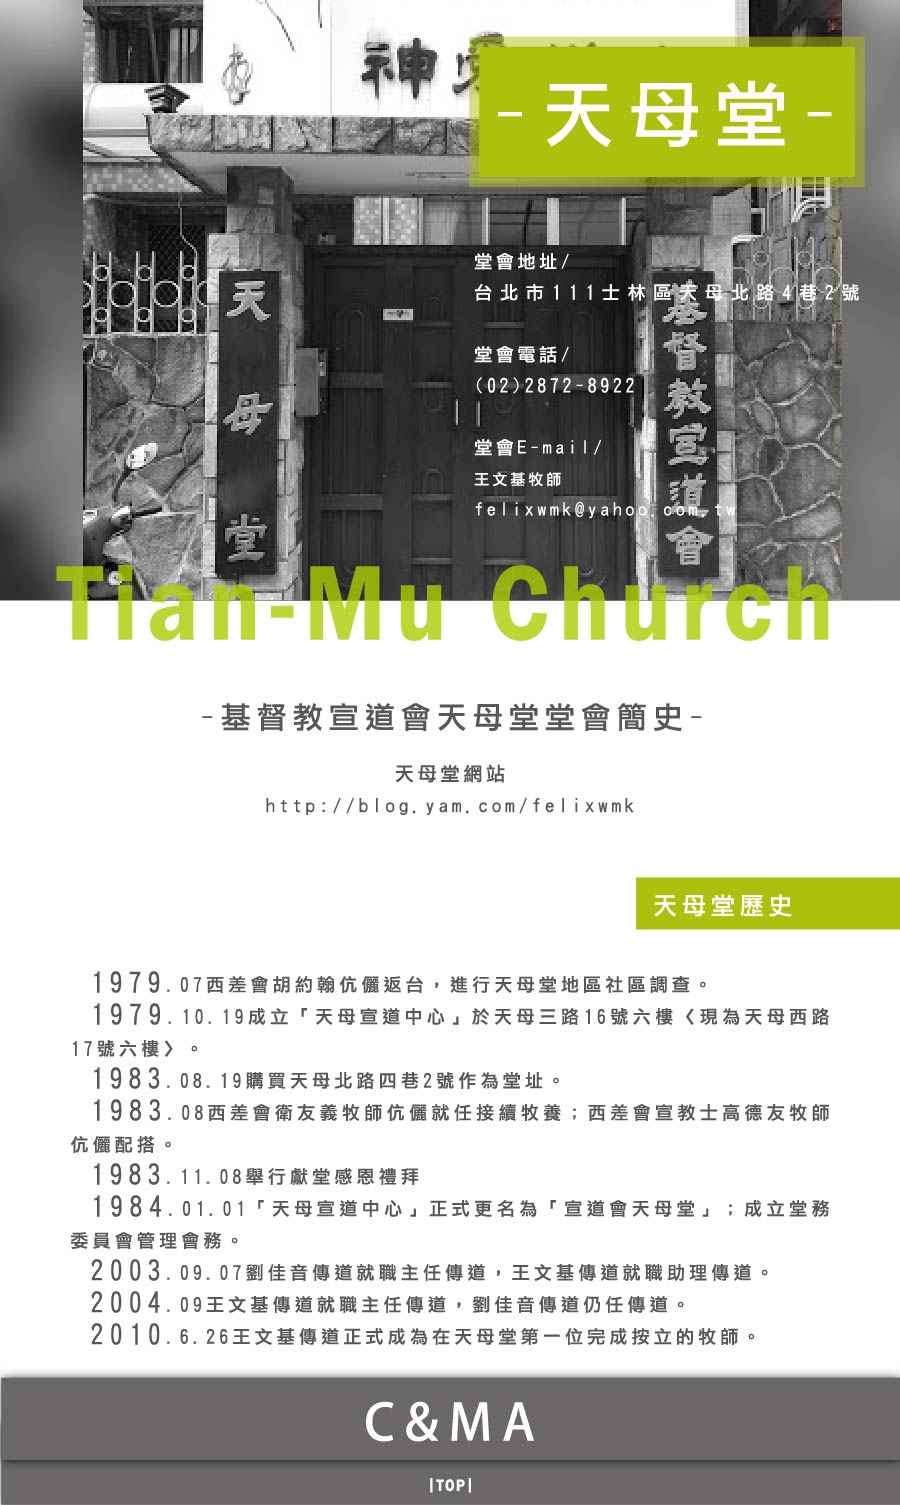 神愛
-天母堂-
天母堂
基督教宣道會
堂會地址/
台北市111士林區天母北路4巷2號
堂會電話/
(02)2872-8922
堂會E-mail/
王文基牧師
felixwmk@yahoo.com.tw
Tian-Mu Church
-基督教宣道會天母堂堂會簡史-
天母堂網站
http://blog.yam.com/felixwmk
天母堂歷史
1979.07西差會胡約翰伉儷返台，進行天母堂地區社區調查。
1979.10.19成立「天母宣道中心」於天母三路16號六樓〈現為天母西路
17號六樓〉。
1983.08.19購買天母北路四巷2號作為堂址。
1983.08西差會衛友義牧師伉儷就任接續牧養；西差會宣教士高德友牧師
伉儷配搭。
1983.11.08舉行獻堂感恩禮拜
1984.01.01「天母宣道中心」正式更名為「宣道會天母堂」；成立堂務
委員會管理會務。
2003.09.07劉佳音傳道就職主任傳道，王文基傳道就職助理傳道。
2004.09王文基傳道就職主任傳道，劉佳音傳道仍任傳道。
2010.6.26王文基傳道正式成為在天母堂第一位完成按立的牧師。
C&MA
|TOP|